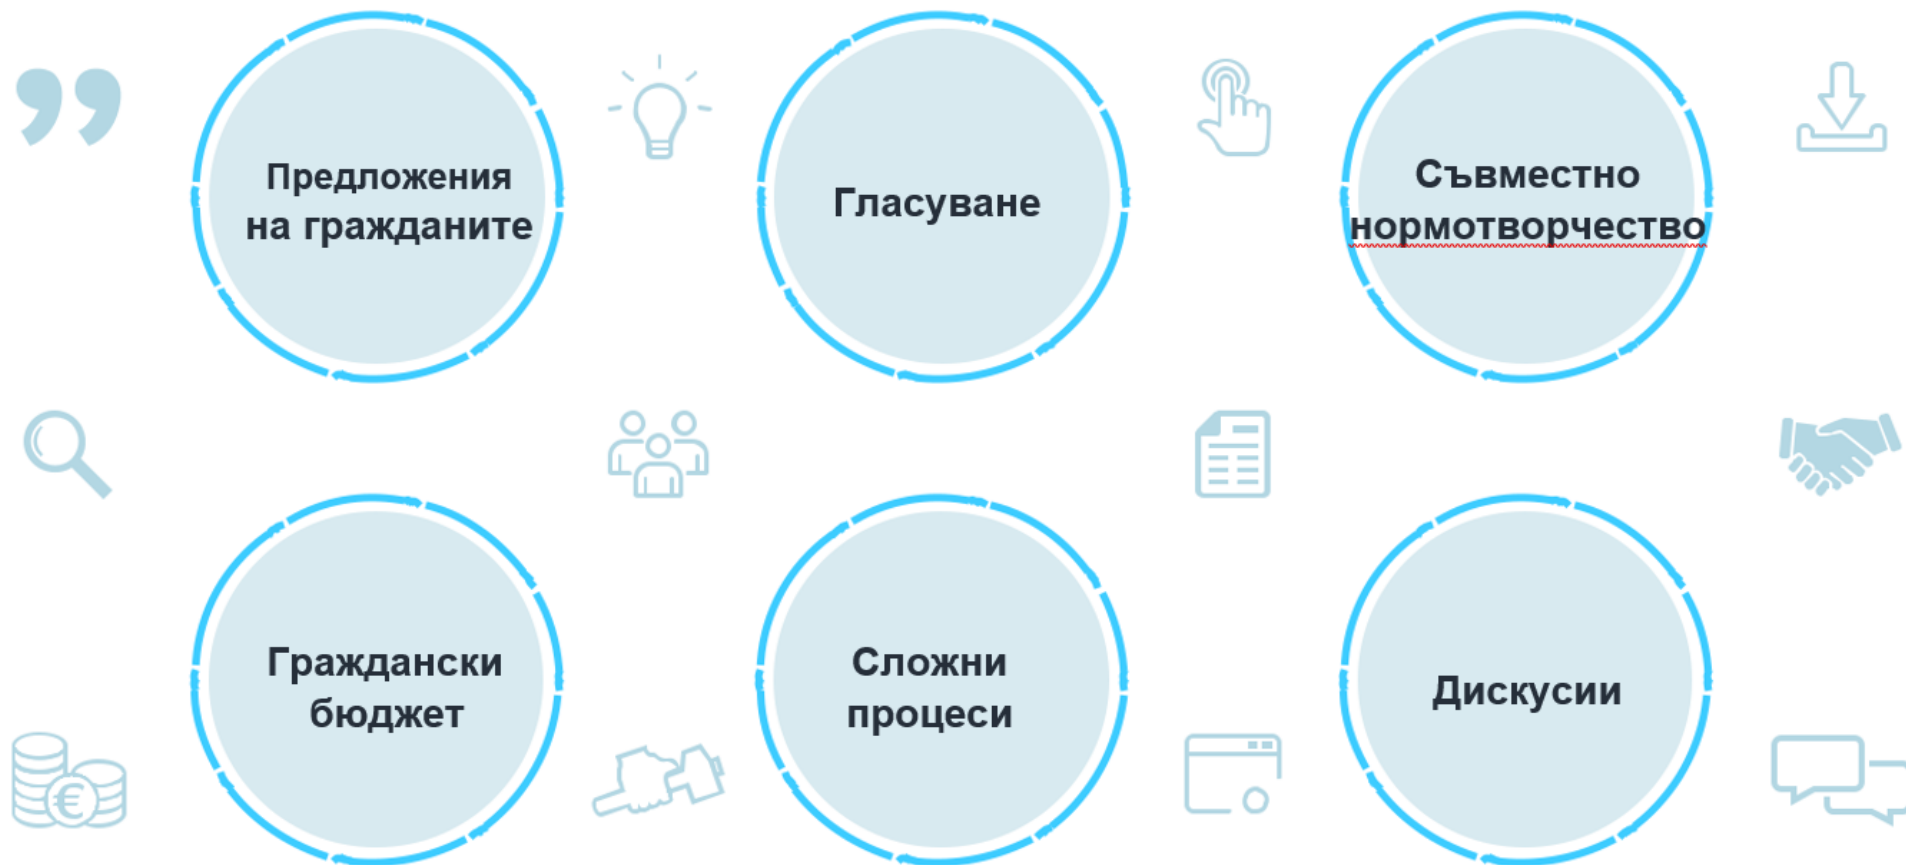 Предложения
на гражданите
Гласуване
Съвместно
нормотворчество
Граждански
бюджет
Сложни
процеси
Дискусии